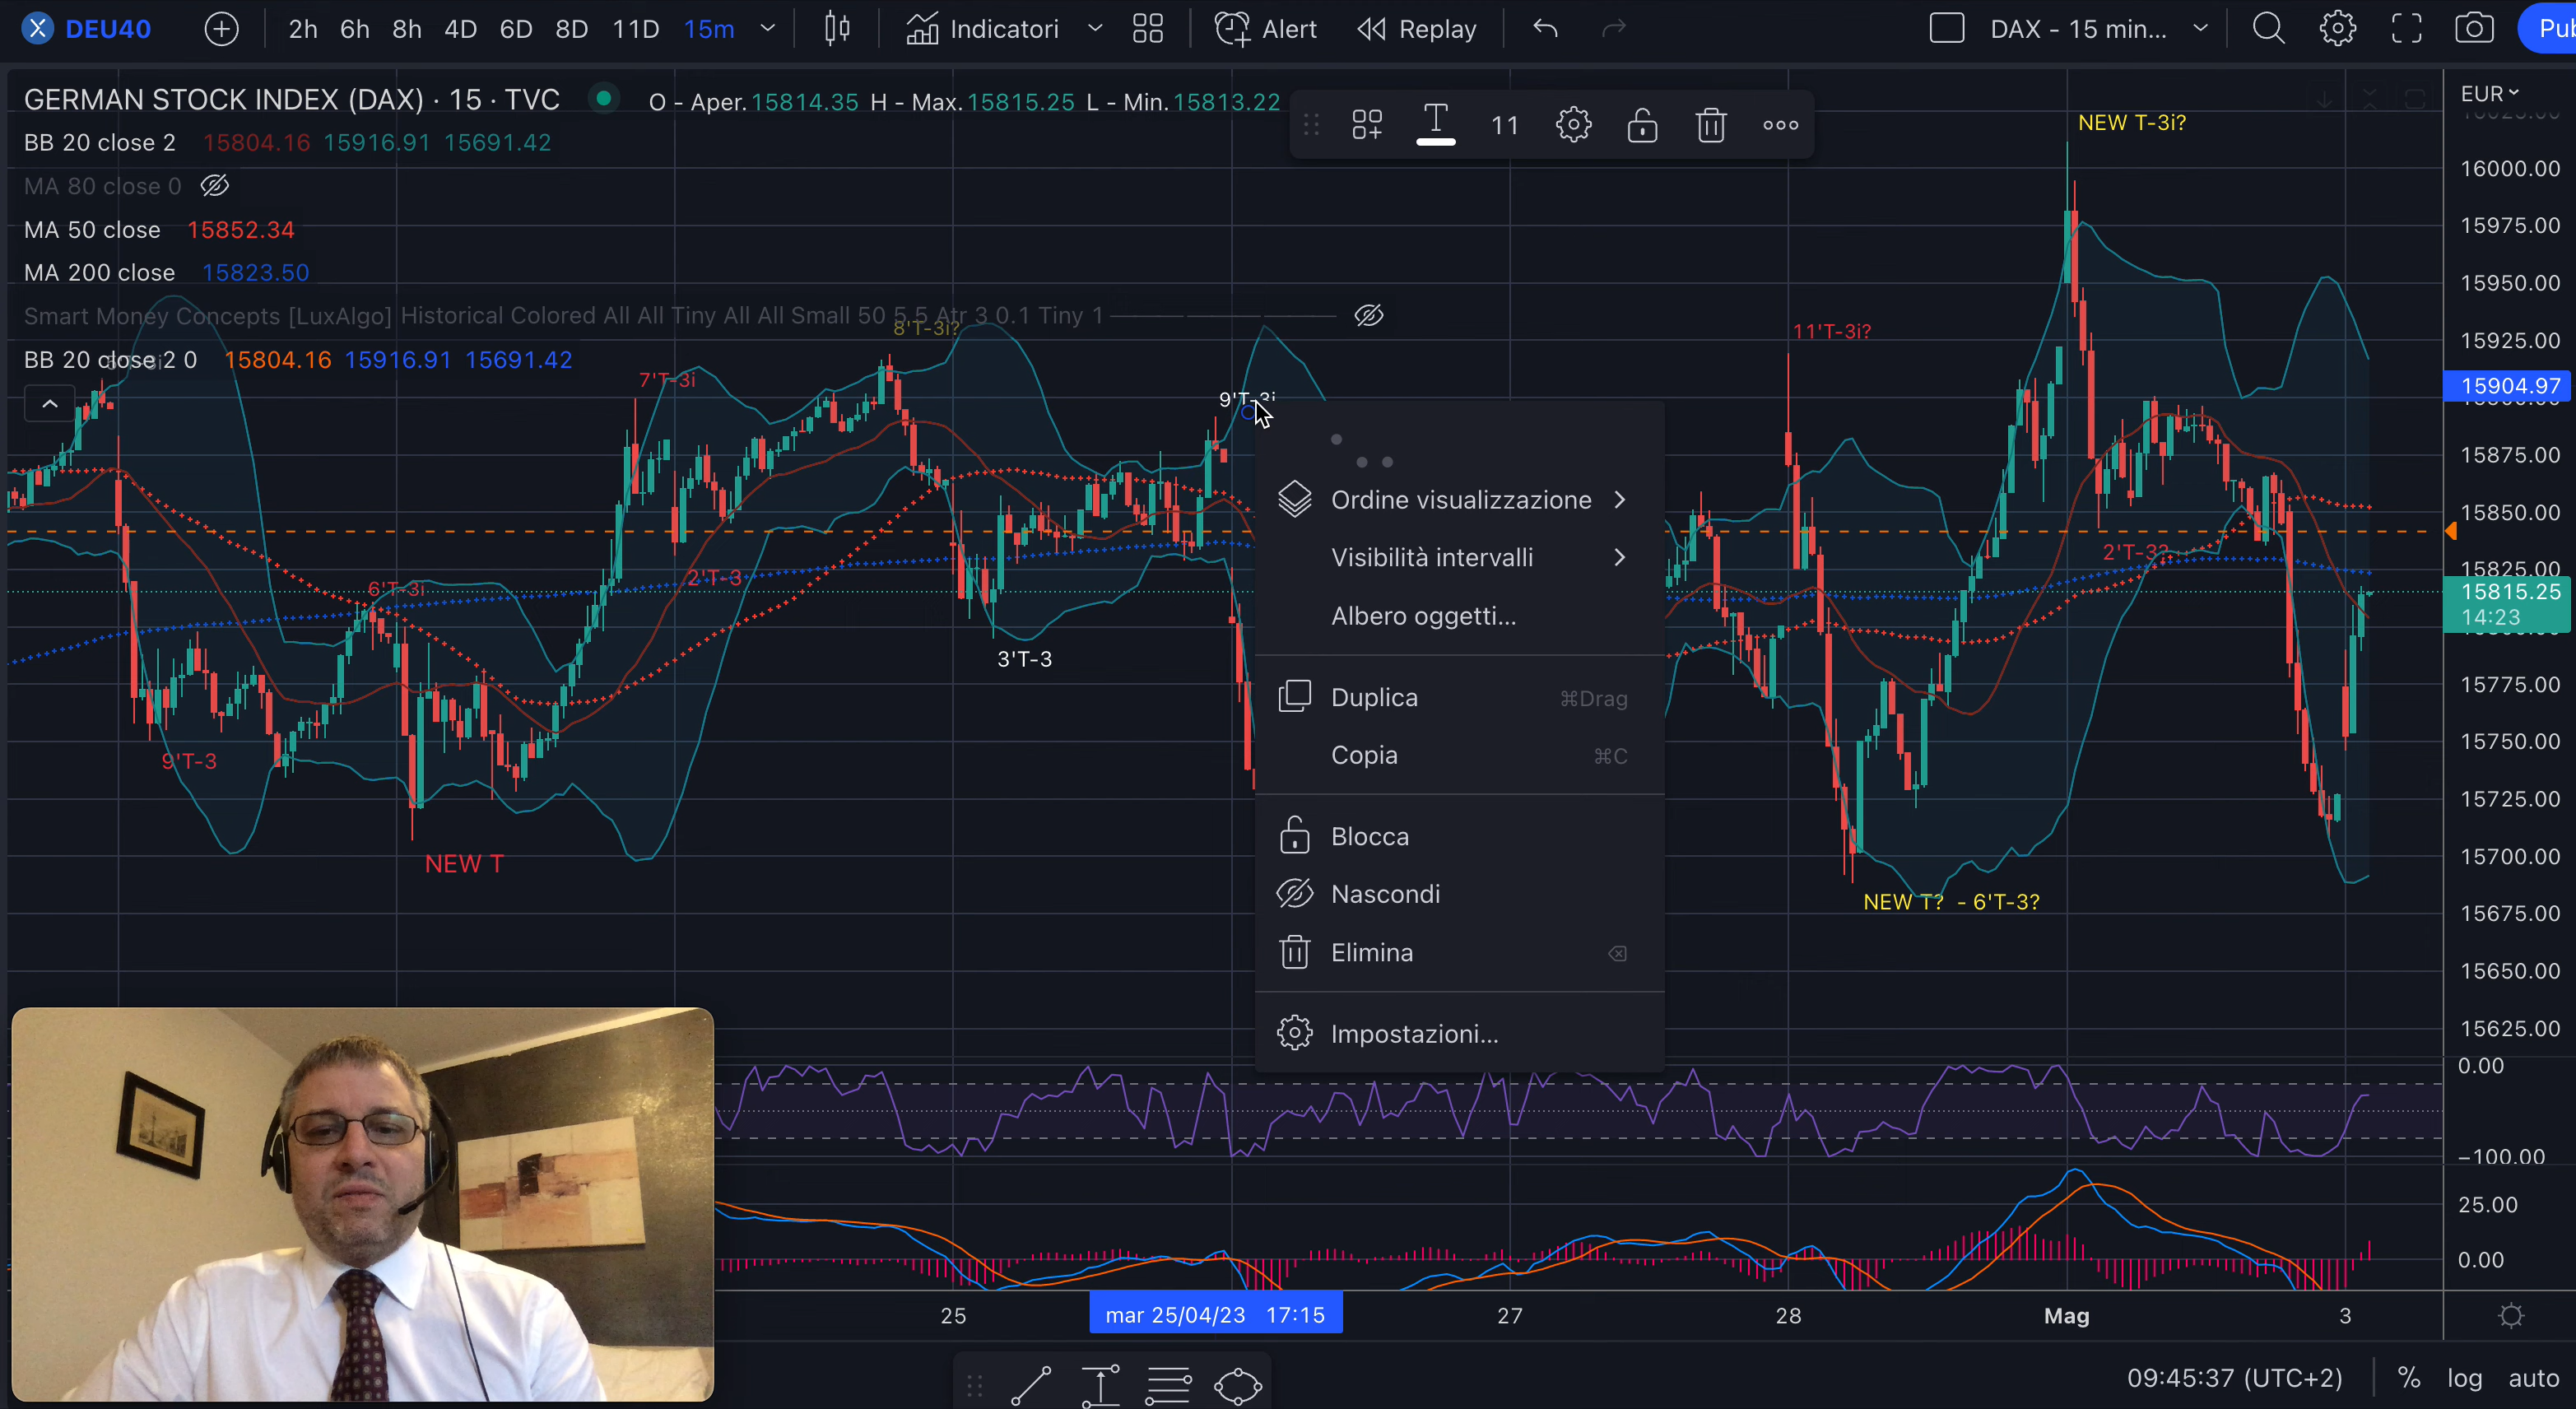 DEU40 2h 6h 8h 4D 6D 8D 11D 15m Indicatori Alert Replay DAX - 15 min...
GERMAN STOCK INDEX (DAX) · 15 · TVC O - Aper. 15814.35 H - Max. 15815.25 L - Min. 15813.22
11
EUR
BB 20 close 2 15804.16 15916.91 15691.42
MA 80 close 0
MA 50 close 15852.34
MA 200 close 15823.50
Smart Money Concepts [LuxAlgo] Historical Colored All All Tiny All All Small 50 5 5 Atr 3 0.1 Tiny 1
BB 20 close 2 0 15804.16 15916.91 15691.42
NEW T-3i?
8'T-3i?
11'T-3i?
7'T-3i
9'T-3i
2'T-3?
2'T-3
6'T-3i
3'T-3
9'T-3
NEW T
NEW T? - 6'T-3?
Ordine visualizzazione
Visibilità intervalli
Albero oggetti...
Duplica ⌘Drag
Copia ⌘C
Blocca
Nascondi
Elimina
Impostazioni...
16000.00
15975.00
15950.00
15925.00
15904.97
15875.00
15850.00
15825.00
15815.25
14:23
15775.00
15750.00
15725.00
15700.00
15675.00
15650.00
15625.00
0.00
−100.00
25.00
0.00
25 mar 25/04/23 17:15 27 28 Mag 3
09:45:37 (UTC+2) % log auto